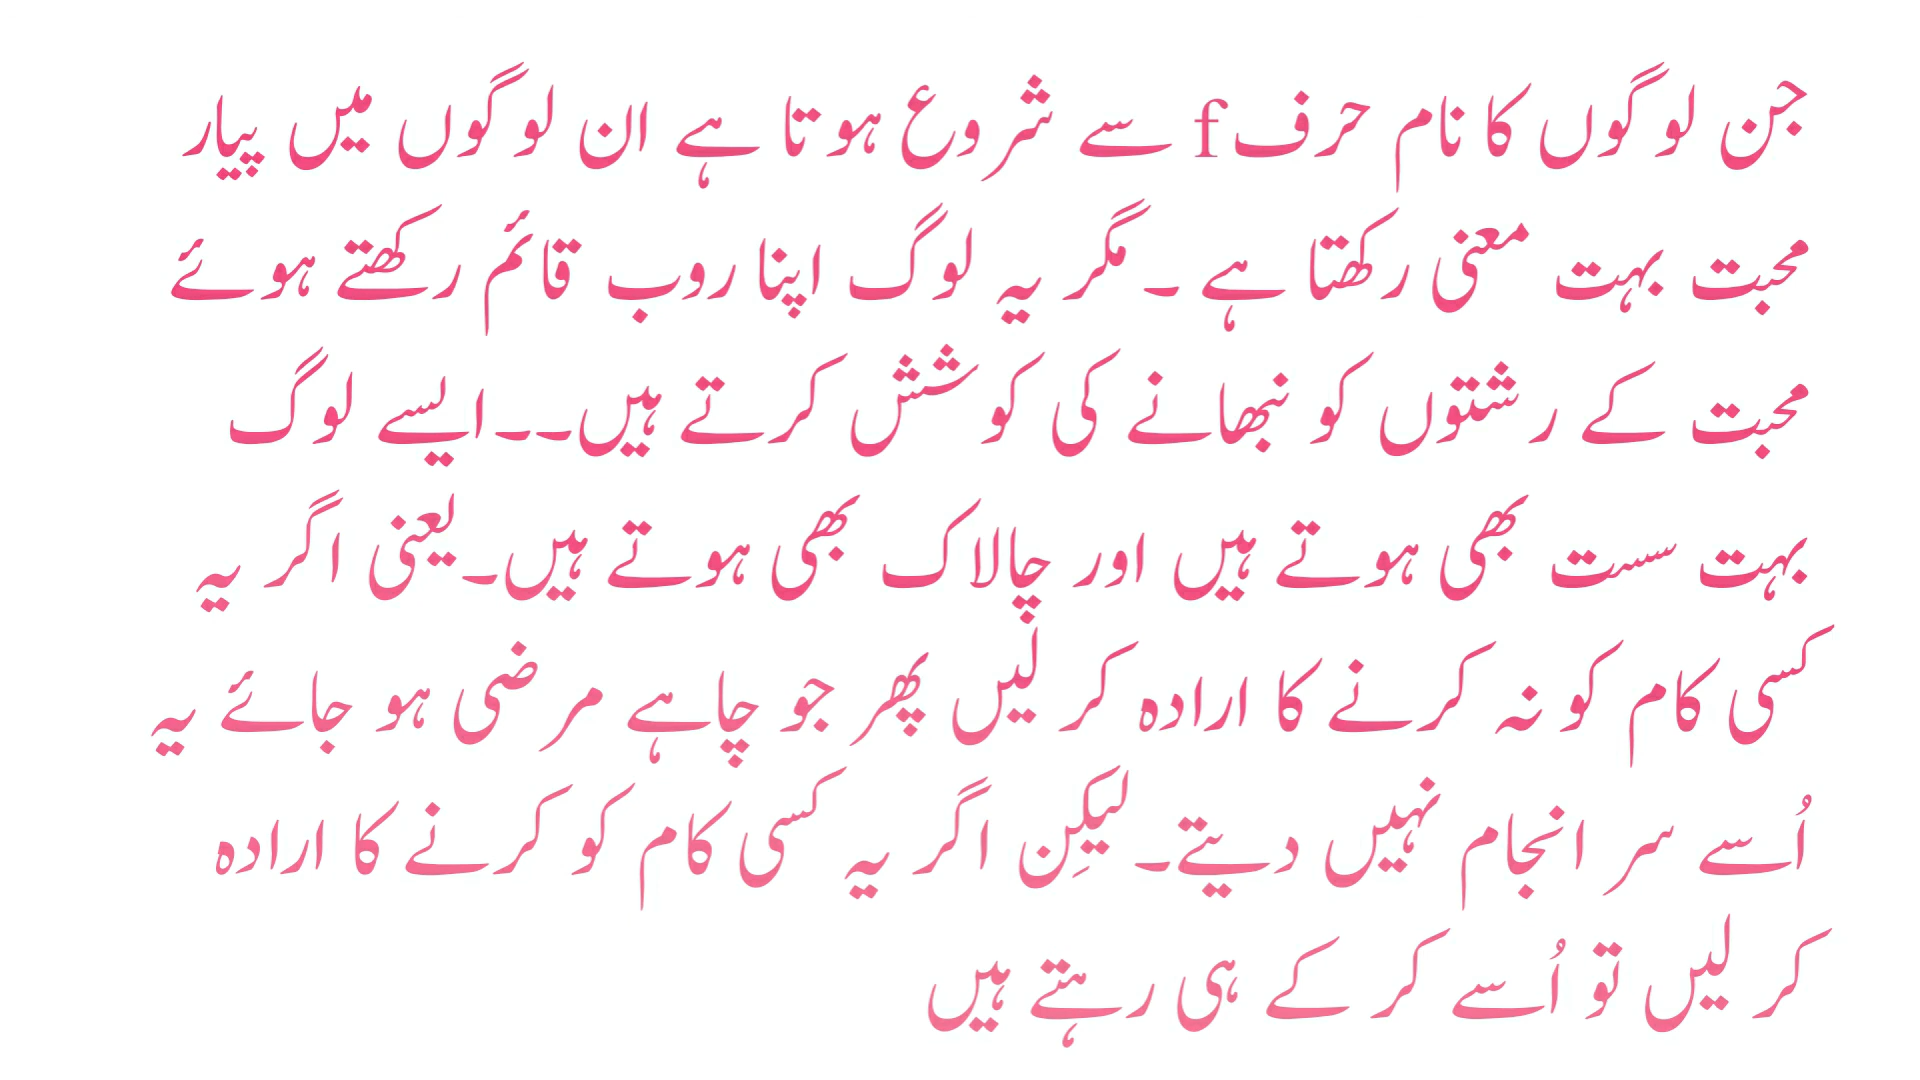 جن لوگوں کا نام حرف f سے شروع ہوتا ہے ان لوگوں میں پیار
محبت بہت معنی رکھتا ہے ۔ مگر یہ لوگ اپنا روب قائم رکھتے ہوئے
محبت کے رشتوں کو نبھانے کی کوشش کرتے ہیں۔۔ایسے لوگ
بہت سست بھی ہوتے ہیں اور چالاک بھی ہوتے ہیں۔یعنی اگر یہ
کسی کام کو نہ کرنے کا ارادہ کر لیں پھر جو چاہے مرضی ہو جائے یہ
اُسے سر انجام نہیں دیتے۔لیکِن اگر یہ کسی کام کو کرنے کا ارادہ
کر لیں تو اُسے کر کے ہی رہتے ہیں